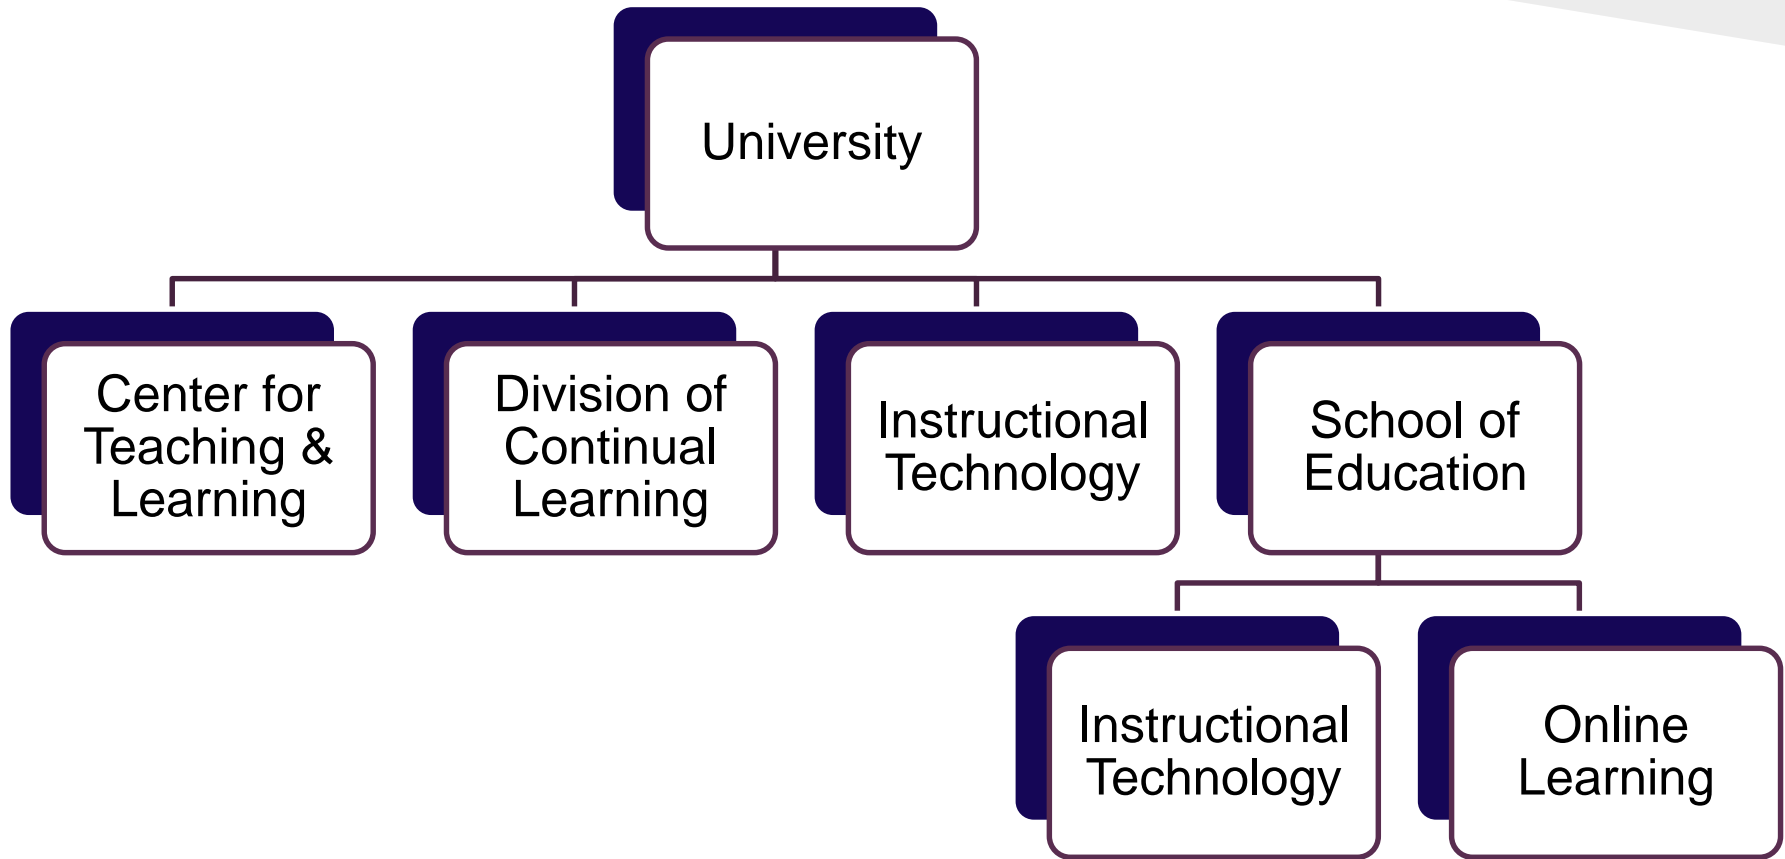 University
Center for
Teaching &
Learning
Division of
Continual
Learning
Instructional
Technology
School of
Education
Instructional
Technology
Online
Learning